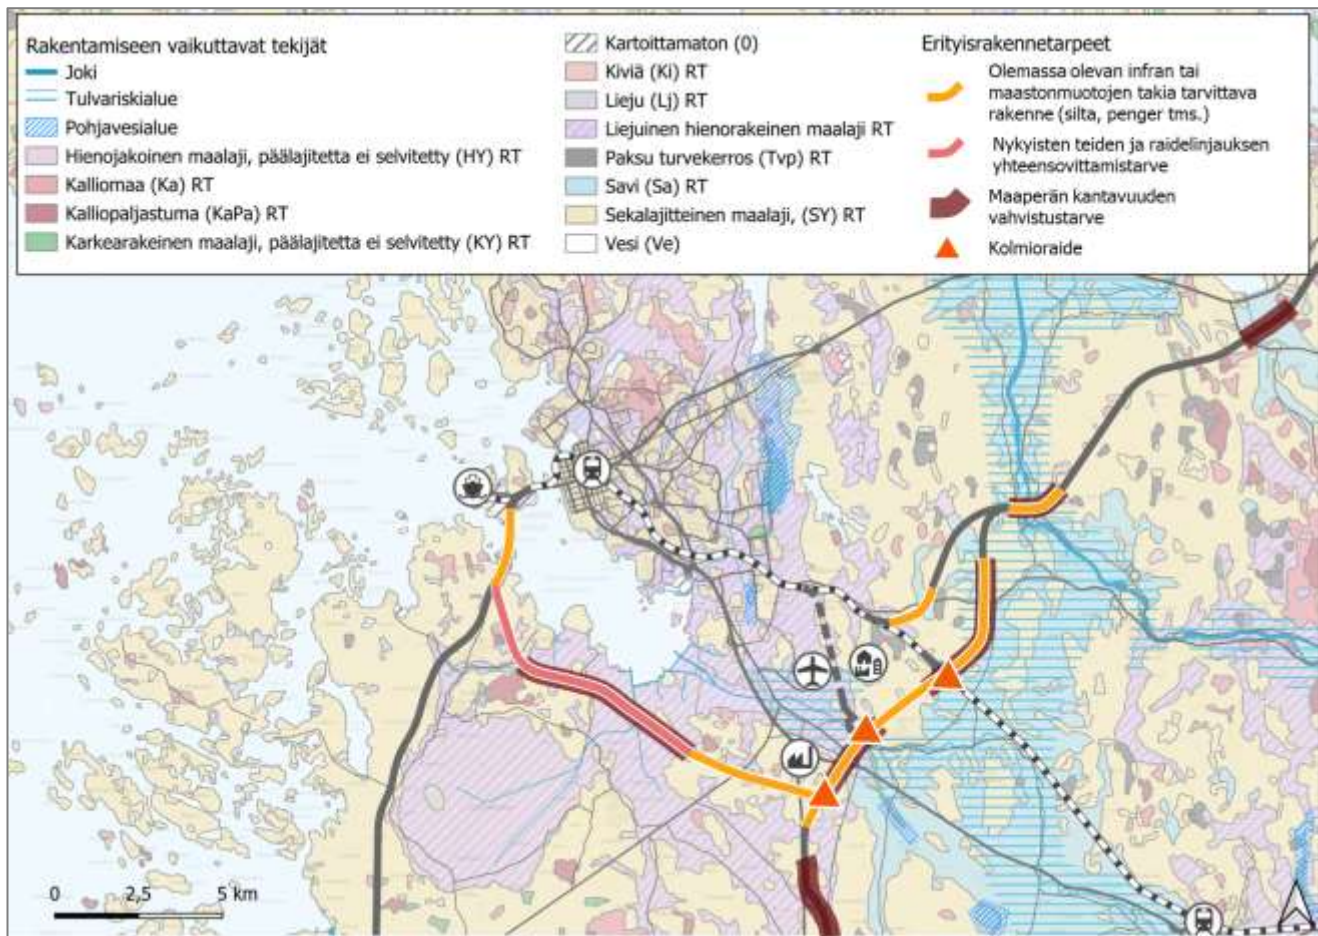 Rakentamiseen vaikuttavat tekijät
Joki
Tulvariskialue
Pohjavesialue
Hienojakoinen maalaji, päälajitetta ei selvitetty (HY) RT
Kalliomaa (Ka) RT
Kalliopaljastuma (KaPa) RT
Karkearakeinen maalaji, päälajitetta ei selvitetty (KY) RT
Kartoittamaton (0)
Kiviä (Ki) RT
Lieju (Lj) RT
Liejuinen hienorakeinen maalaji RT
Paksu turvekerros (Tvp) RT
Savi (Sa) RT
Sekalajitteinen maalaji, (SY) RT
Vesi (Ve)
Erityisrakennetarpeet
Olemassa olevan infran tai
maastonmuotojen takia tarvittava
rakenne (silta, penger tms.)
Nykyisten teiden ja raidelinjauksen
yhteensovittamistarve
Maaperän kantavuuden
vahvistustarve
Kolmioraide
0 2,5 5 km